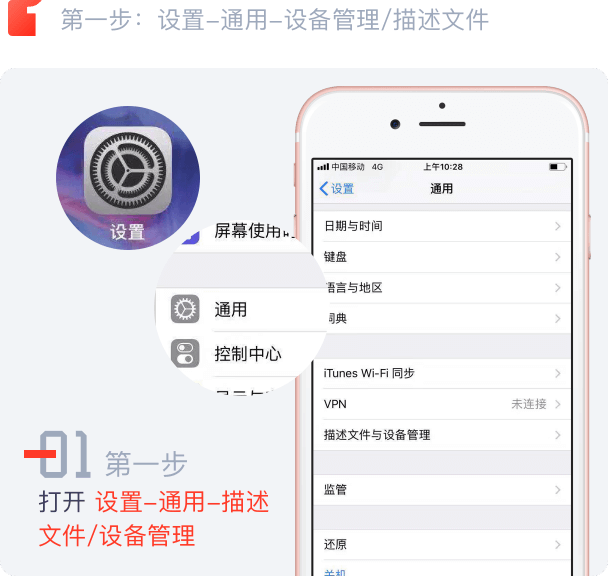 1 第一步：设置-通用-设备管理/描述文件
设置
屏幕使用时
通用
控制中心
显示与
中国移动 4G 上午10:28
设置 通用
日期与时间
键盘
语言与地区
词典
iTunes Wi-Fi 同步
VPN 未连接
描述文件与设备管理
监管
还原
关机
01 第一步
打开 设置-通用-描述
文件/设备管理